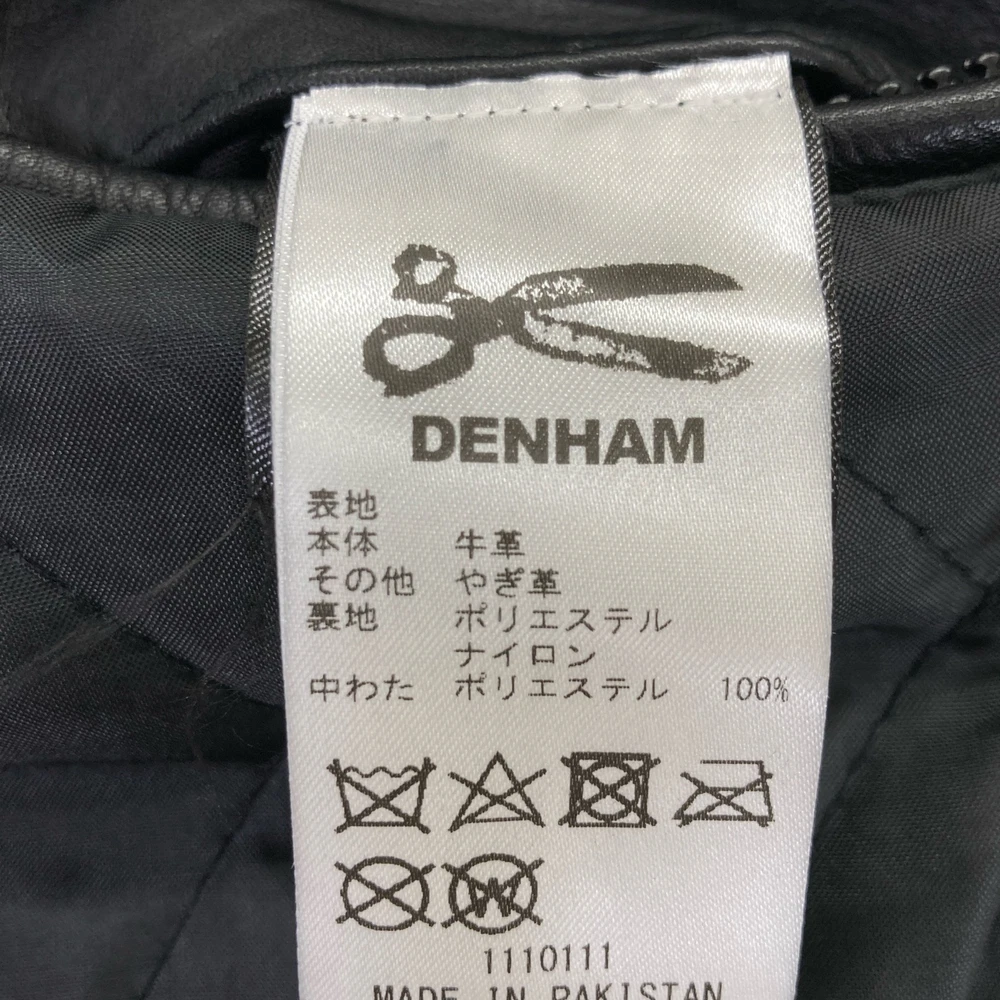 DENHAM
表地
本体 牛革
その他 やぎ革
裏地 ポリエステル
ナイロン
中わた ポリエステル 100%
W
1110111
MADE IN PAKISTAN